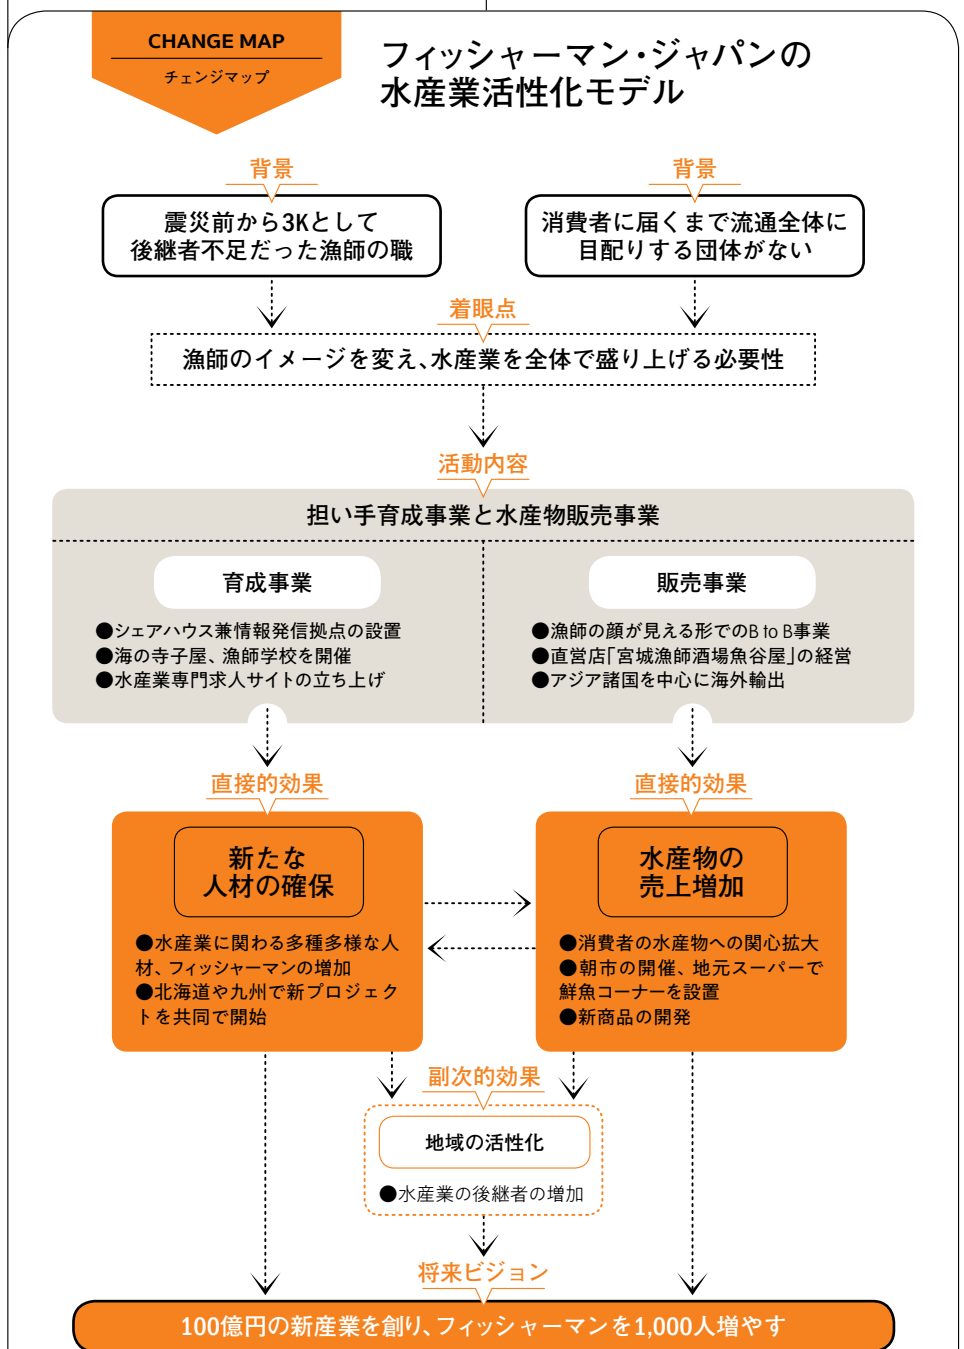 CHANGE MAP
チェンジマップ
フィッシャーマン・ジャパンの
水産業活性化モデル
背景
震災前から3Kとして
後継者不足だった漁師の職
背景
消費者に届くまで流通全体に
目配りする団体がない
着眼点
漁師のイメージを変え、水産業を全体で盛り上げる必要性
活動内容
担い手育成事業と水産物販売事業
育成事業
●シェアハウス兼情報発信拠点の設置
●海の寺子屋、漁師学校を開催
●水産業専門求人サイトの立ち上げ
販売事業
●漁師の顔が見える形でのB to B事業
●直営店「宮城漁師酒場魚谷屋」の経営
●アジア諸国を中心に海外輸出
直接的効果
新たな
人材の確保
●水産業に関わる多種多様な人
材、フィッシャーマンの増加
●北海道や九州で新プロジェク
トを共同で開始
直接的効果
水産物の
売上増加
●消費者の水産物への関心拡大
●朝市の開催、地元スーパーで
鮮魚コーナーを設置
●新商品の開発
副次的効果
地域の活性化
●水産業の後継者の増加
将来ビジョン
100億円の新産業を創り、フィッシャーマンを1,000人増やす